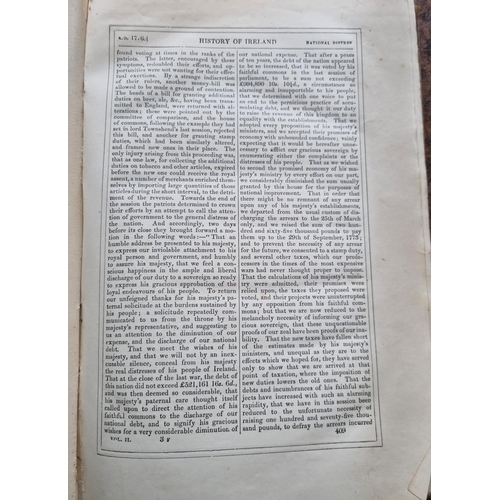 A.D. 1776.] HISTORY OF IRELAND NATIONAL DISTRESS
found voting at times in the ranks of the
patriots. The latter, encouraged by these
symptoms, redoubled their efforts, and op-
portunities were not wanting for their effec-
tual exertions. By a strange indiscretion
of their rulers, another money-bill was
allowed to be made a ground of contention.
The heads of a bill for granting additional
duties on beer, ale, &c., having been trans-
mitted to England, were returned with al-
terations; these were pointed out by the
committee of comparison, and the house
of commons, following the example they had
set in lord Townshend's last session, rejected
this bill, and another for granting stamp
duties, which had been similarly altered,
and framed new ones in their place. The
only injury arising from this proceeding was,
that as one law, for collecting the additional
duties on tobacco and other articles, expired
before the new one could receive the royal
assent, a number of merchants enriched them-
selves by importing large quantities of those
articles during the short interval, to the detri-
ment of the revenue. Towards the end of
the session the patriots determined to crown
their efforts by an attempt to call the atten-
tion of government to the general distress of
the nation. And accordingly, two days
before its close they brought forward a mo-
tion in the following words:—"That an
humble address be presented to his majesty,
to express our inviolable attachment to his
royal person and government, and humbly
to assure his majesty, that we feel a con-
scious happiness in the ample and liberal
discharge of our duty to a sovereign so ready
to express his gracious approbation of the
loyal endeavours of his people. To return
our unfeigned thanks for his majesty's pa-
ternal solicitude at the burdens sustained by
his people; a solicitude repeatedly com-
municated to us from the throne by his
majesty's representative, and suggesting to
us an attention to the diminution of our
expense, and the discharge of our national
debt. That we meet the wishes of his
majesty, and that we will not by an inex-
cusable silence, conceal from his majesty
the real distresses of his people of Ireland.
That at the close of the last war, the debt of
this nation did not exceed £521,161 16s. 6d.,
and was then deemed so considerable, that
his majesty's paternal care thought itself
called upon to direct the attention of his
faithful commons to the discharge of our
national debt, and to signify his gracious
wishes for a very considerable diminution of
VOL. II. 3 F
our national expense. That after a peace
of ten years, the debt of the nation appeared
to be so increased, that it was voted by his
faithful commons in the last session of
parliament, to be a sum not exceeding
10s. 10½d., a circumstance so
alarming and insupportable to his people,
that we determined with one voice to put
an end to the pernicious practice of accu-
mulating debt, and we thought it our duty
to raise the revenue of this kingdom to an
equality with its establishment. That we
adopted every proposition of his majesty's
ministers, and we accepted their promises of
economy with unbounded confidence; vainly
expecting that it would be hereafter unne-
cessary to afflict our gracious sovereign by
enumerating either the complaints or the
distresses of his people. That as we wished
to second the promised economy of his ma-
jesty's ministry by every effort on our part,
we considerably diminished the sum usually
granted by this house for the purposes of
national improvement. That in order that
there might be no remnant of any arrear
upon any of his majesty's establishments,
we departed from the usual custom of dis-
charging the arrears to the 25th of March
only, and we raised the sum of two hun-
dred and sixty-five thousand pounds to pay
them up to the 29th of September, 1773;
and to prevent the necessity of any arrear
for the future, we consented to a stamp duty,
and several other taxes, which our prede-
cessors in the times of the most expensive
wars had never thought proper to impose.
That the calculations of his majesty's minis-
try were admitted, their promises were
relied upon, the taxes they proposed were
voted, and their projects were uninterrupted
by any opposition from his faithful com-
mons; but that we are now reduced to the
melancholy necessity of informing our gra-
cious sovereign, that these unquestionable
proofs of our zeal have been proofs of our ina-
bility. That the new taxes have fallen short
of the estimates made by his majesty's
ministers, and unequal as they are to the
effects which we hoped for, they have served
only to show that we are arrived at that
point of taxation, where the imposition of
new duties lowers the old ones. That the
debts and incumbrances of his faithful sub-
jects have increased with such an alarming
rapidity, that we have in this session been
reduced to the unfortunate necessity of
raising one hundred and seventy-five thou-
sand pounds, to defray the arrears incurred
409